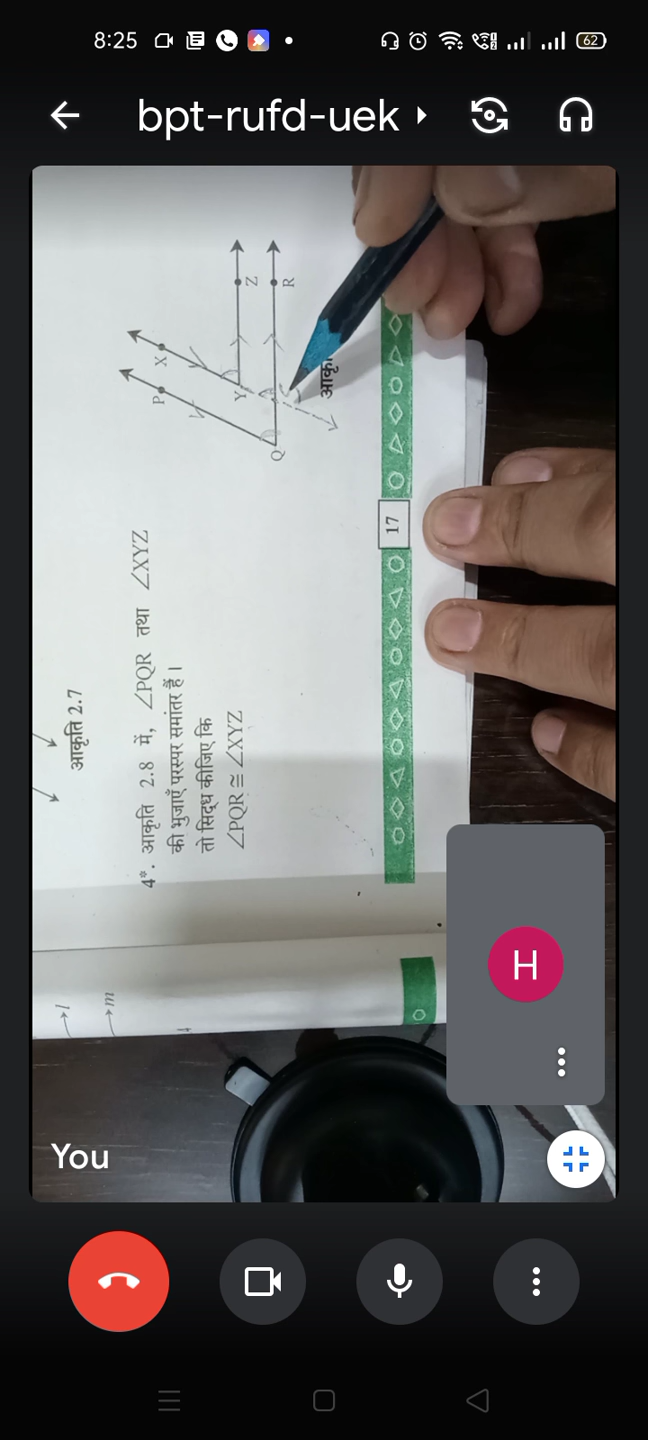 8:25
62
bpt-rufd-uek
Z
R
X
P
Y
Q
आकृति 2.7
4*. आकृति 2.8 में, ∠PQR तथा ∠XYZ
की भुजाएँ परस्पर समांतर हैं ।
तो सिद्ध कीजिए कि
∠PQR ≅ ∠XYZ
17
l
m
H
You